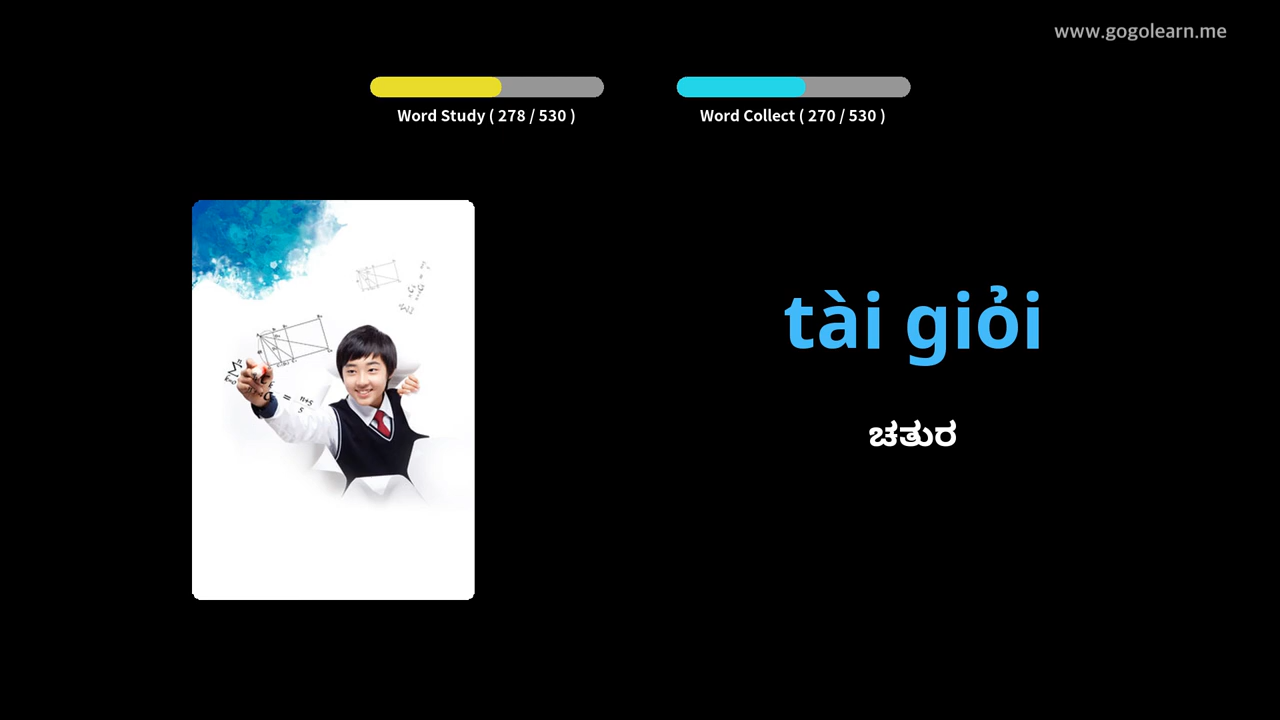 www.gogolearn.me
Word Study ( 278 / 530 )
Word Collect ( 270 / 530 )
tài giỏi
ಚತುರ